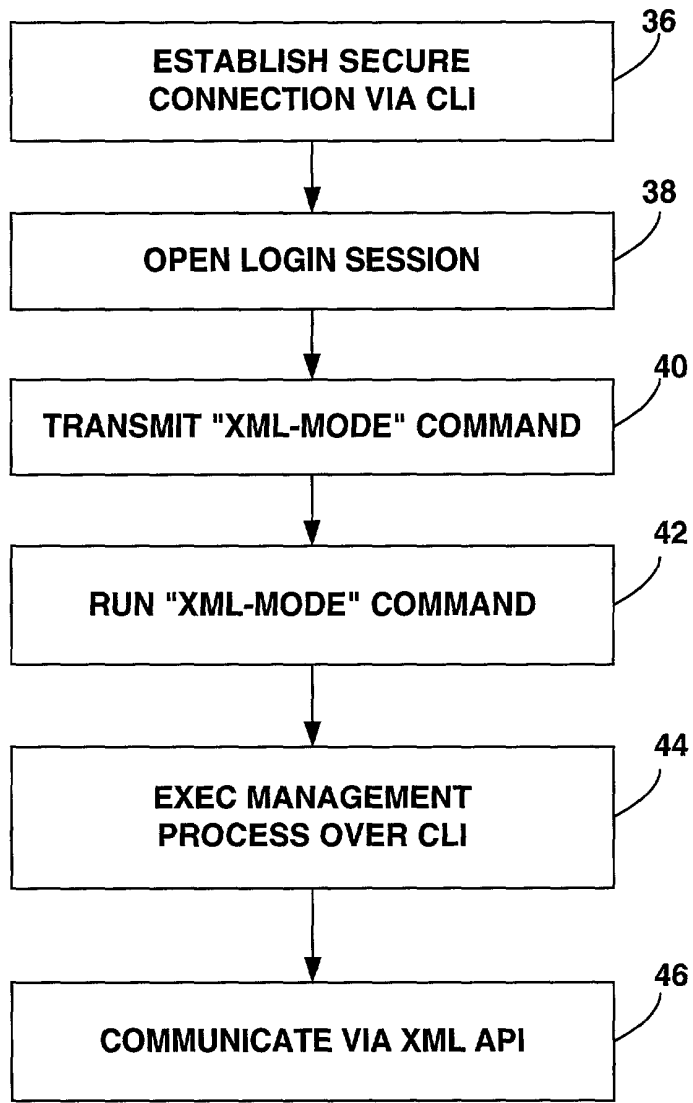 36
ESTABLISH SECURE
CONNECTION VIA CLI
38
OPEN LOGIN SESSION
40
TRANSMIT "XML-MODE" COMMAND
42
RUN "XML-MODE" COMMAND
44
EXEC MANAGEMENT
PROCESS OVER CLI
46
COMMUNICATE VIA XML API